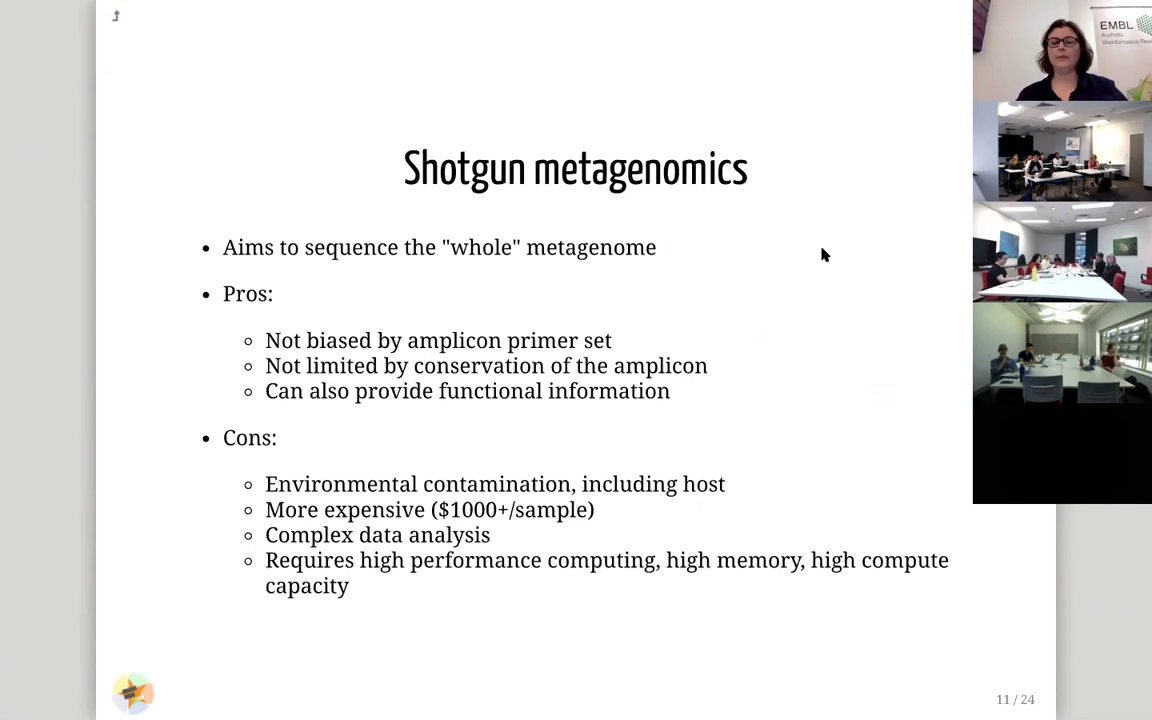 Shotgun metagenomics
• Aims to sequence the "whole" metagenome
• Pros:
◦ Not biased by amplicon primer set
◦ Not limited by conservation of the amplicon
◦ Can also provide functional information
• Cons:
◦ Environmental contamination, including host
◦ More expensive ($1000+/sample)
◦ Complex data analysis
◦ Requires high performance computing, high memory, high compute
capacity
11 / 24
EMBL